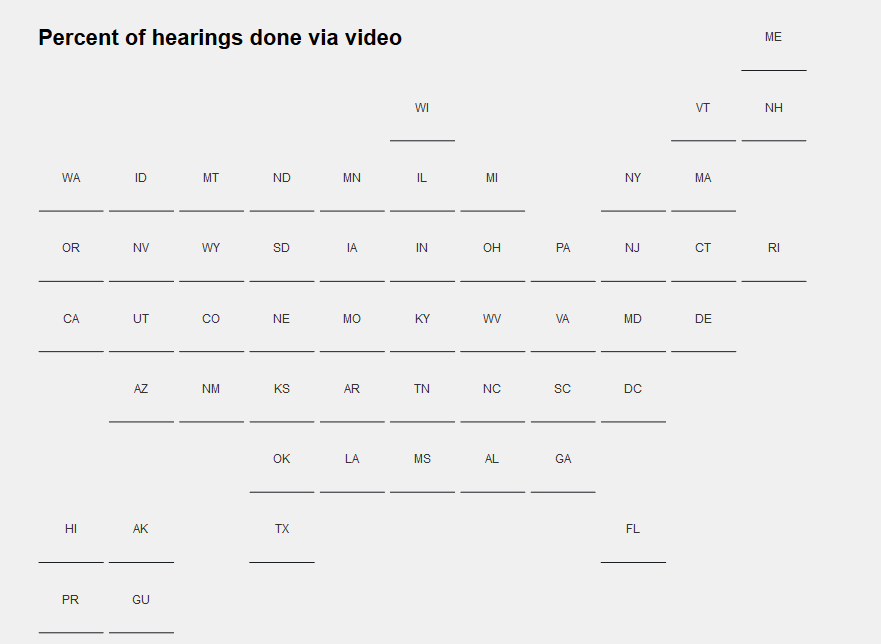 Percent of hearings done via video ME
WI VT NH
WA ID MT ND MN IL MI NY MA
OR NV WY SD IA IN OH PA NJ CT RI
CA UT CO NE MO KY WV VA MD DE
AZ NM KS AR TN NC SC DC
OK LA MS AL GA
HI AK TX FL
PR GU